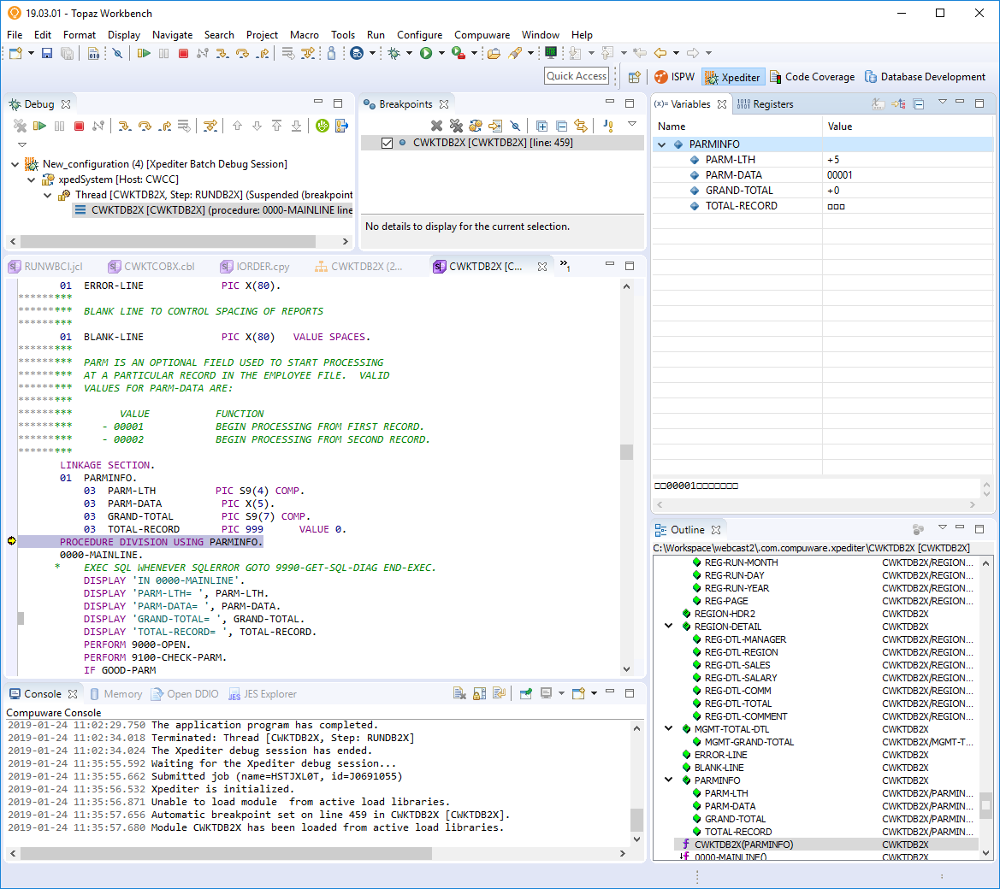 19.03.01 - Topaz Workbench
File Edit Format Display Navigate Search Project Macro Tools Run Configure Compuware Window Help
Quick Access
ISPW
Xpediter
Code Coverage
Database Development
Debug
New_configuration (4) [Xpediter Batch Debug Session]
xpedSystem [Host: CWCC]
Thread [CWKTDB2X, Step: RUNDB2X] (Suspended (breakpoint
CWKTDB2X [CWKTDB2X] (procedure: 0000-MAINLINE line
Breakpoints
CWKTDB2X [CWKTDB2X] [line: 459]
No details to display for the current selection.
(x)= Variables
Registers
Name Value
PARMINFO
PARM-LTH +5
PARM-DATA 00001
GRAND-TOTAL +0
TOTAL-RECORD □□□
□□00001□□□□□□□
RUNWBCI.jcl
CWKTCOBX.cbl
IORDER.cpy
CWKTDB2X (2...
CWKTDB2X [C...
»1
01  ERROR-LINE             PIC X(80).
*********
*********  BLANK LINE TO CONTROL SPACING OF REPORTS
*********
01  BLANK-LINE             PIC X(80)   VALUE SPACES.
*********
*********  PARM IS AN OPTIONAL FIELD USED TO START PROCESSING
*********  AT A PARTICULAR RECORD IN THE EMPLOYEE FILE.  VALID
*********  VALUES FOR PARM-DATA ARE:
*********
*********        VALUE               FUNCTION
*********     - 00001                BEGIN PROCESSING FROM FIRST RECORD.
*********     - 00002                BEGIN PROCESSING FROM SECOND RECORD.
*********
LINKAGE SECTION.
01  PARMINFO.
03  PARM-LTH          PIC S9(4) COMP.
03  PARM-DATA          PIC X(5).
03  GRAND-TOTAL        PIC S9(7) COMP.
03  TOTAL-RECORD       PIC 999      VALUE 0.
PROCEDURE DIVISION USING PARMINFO.
0000-MAINLINE.
*    EXEC SQL WHENEVER SQLERROR GOTO 9990-GET-SQL-DIAG END-EXEC.
DISPLAY 'IN 0000-MAINLINE'.
DISPLAY 'PARM-LTH= ', PARM-LTH.
DISPLAY 'PARM-DATA= ', PARM-DATA.
DISPLAY 'GRAND-TOTAL= ', GRAND-TOTAL.
DISPLAY 'TOTAL-RECORD= ', TOTAL-RECORD.
PERFORM 9000-OPEN.
PERFORM 9100-CHECK-PARM.
IF GOOD-PARM
Outline
C:\Workspace\webcast2\.com.compuware.xpediter\CWKTDB2X [CWKTDB2X]
REG-RUN-MONTH CWKTDB2X/REGION...
REG-RUN-DAY CWKTDB2X/REGION...
REG-RUN-YEAR CWKTDB2X/REGION...
REG-PAGE CWKTDB2X/REGION...
REGION-HDR2 CWKTDB2X
REGION-DETAIL CWKTDB2X
REG-DTL-MANAGER CWKTDB2X/REGION...
REG-DTL-REGION CWKTDB2X/REGION...
REG-DTL-SALES CWKTDB2X/REGION...
REG-DTL-SALARY CWKTDB2X/REGION...
REG-DTL-COMM CWKTDB2X/REGION...
REG-DTL-TOTAL CWKTDB2X/REGION...
REG-DTL-COMMENT CWKTDB2X/REGION...
MGMT-TOTAL-DTL CWKTDB2X
MGMT-GRAND-TOTAL CWKTDB2X/MGMT-T...
ERROR-LINE CWKTDB2X
BLANK-LINE CWKTDB2X
PARMINFO CWKTDB2X
PARM-LTH CWKTDB2X/PARMIN...
PARM-DATA CWKTDB2X/PARMIN...
GRAND-TOTAL CWKTDB2X/PARMIN...
TOTAL-RECORD CWKTDB2X/PARMIN...
CWKTDB2X(PARMINFO) CWKTDB2X
0000-MAINLINE() CWKTDB2X
Console
Memory
Open DDIO
JES Explorer
Compuware Console
2019-01-24 11:02:29.750 The application program has completed.
2019-01-24 11:02:34.018 Terminated: Thread [CWKTDB2X, Step: RUNDB2X]
2019-01-24 11:02:34.024 The Xpediter debug session has ended.
2019-01-24 11:35:55.592 Waiting for the Xpediter debug session...
2019-01-24 11:35:55.662 Submitted job (name=HSTJXL0T, id=J0691055)
2019-01-24 11:35:56.532 Xpediter is initialized.
2019-01-24 11:35:56.871 Unable to load module  from active load libraries.
2019-01-24 11:35:57.656 Automatic breakpoint set on line 459 in CWKTDB2X [CWKTDB2X].
2019-01-24 11:35:57.680 Module CWKTDB2X has been loaded from active load libraries.